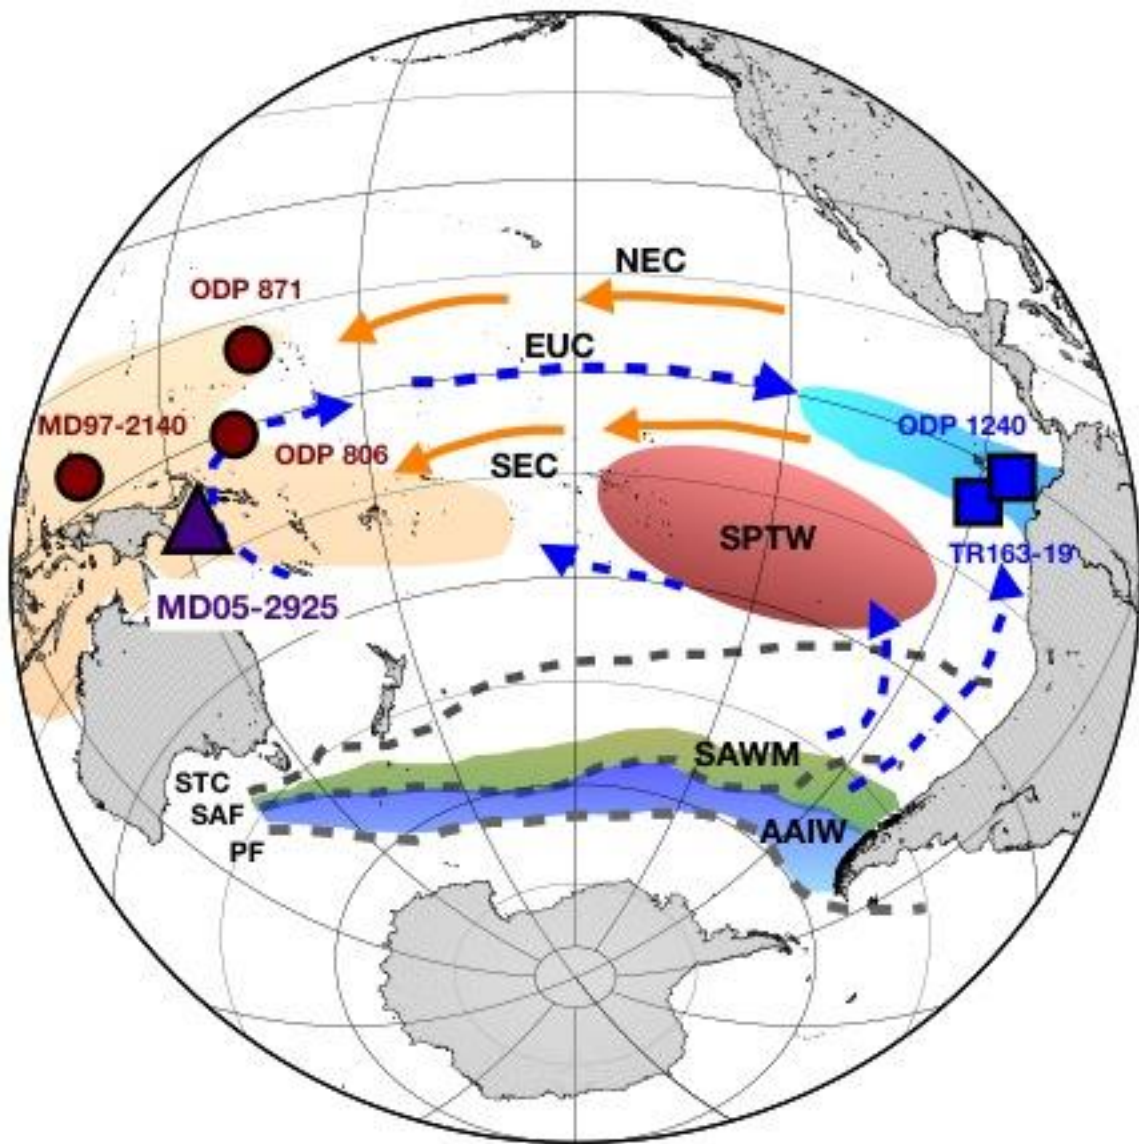 NEC
ODP 871
EUC
MD97-2140
ODP 1240
ODP 806
SEC
SPTW
TR163-19
MD05-2925
SAWM
STC
SAF
AAIW
PF